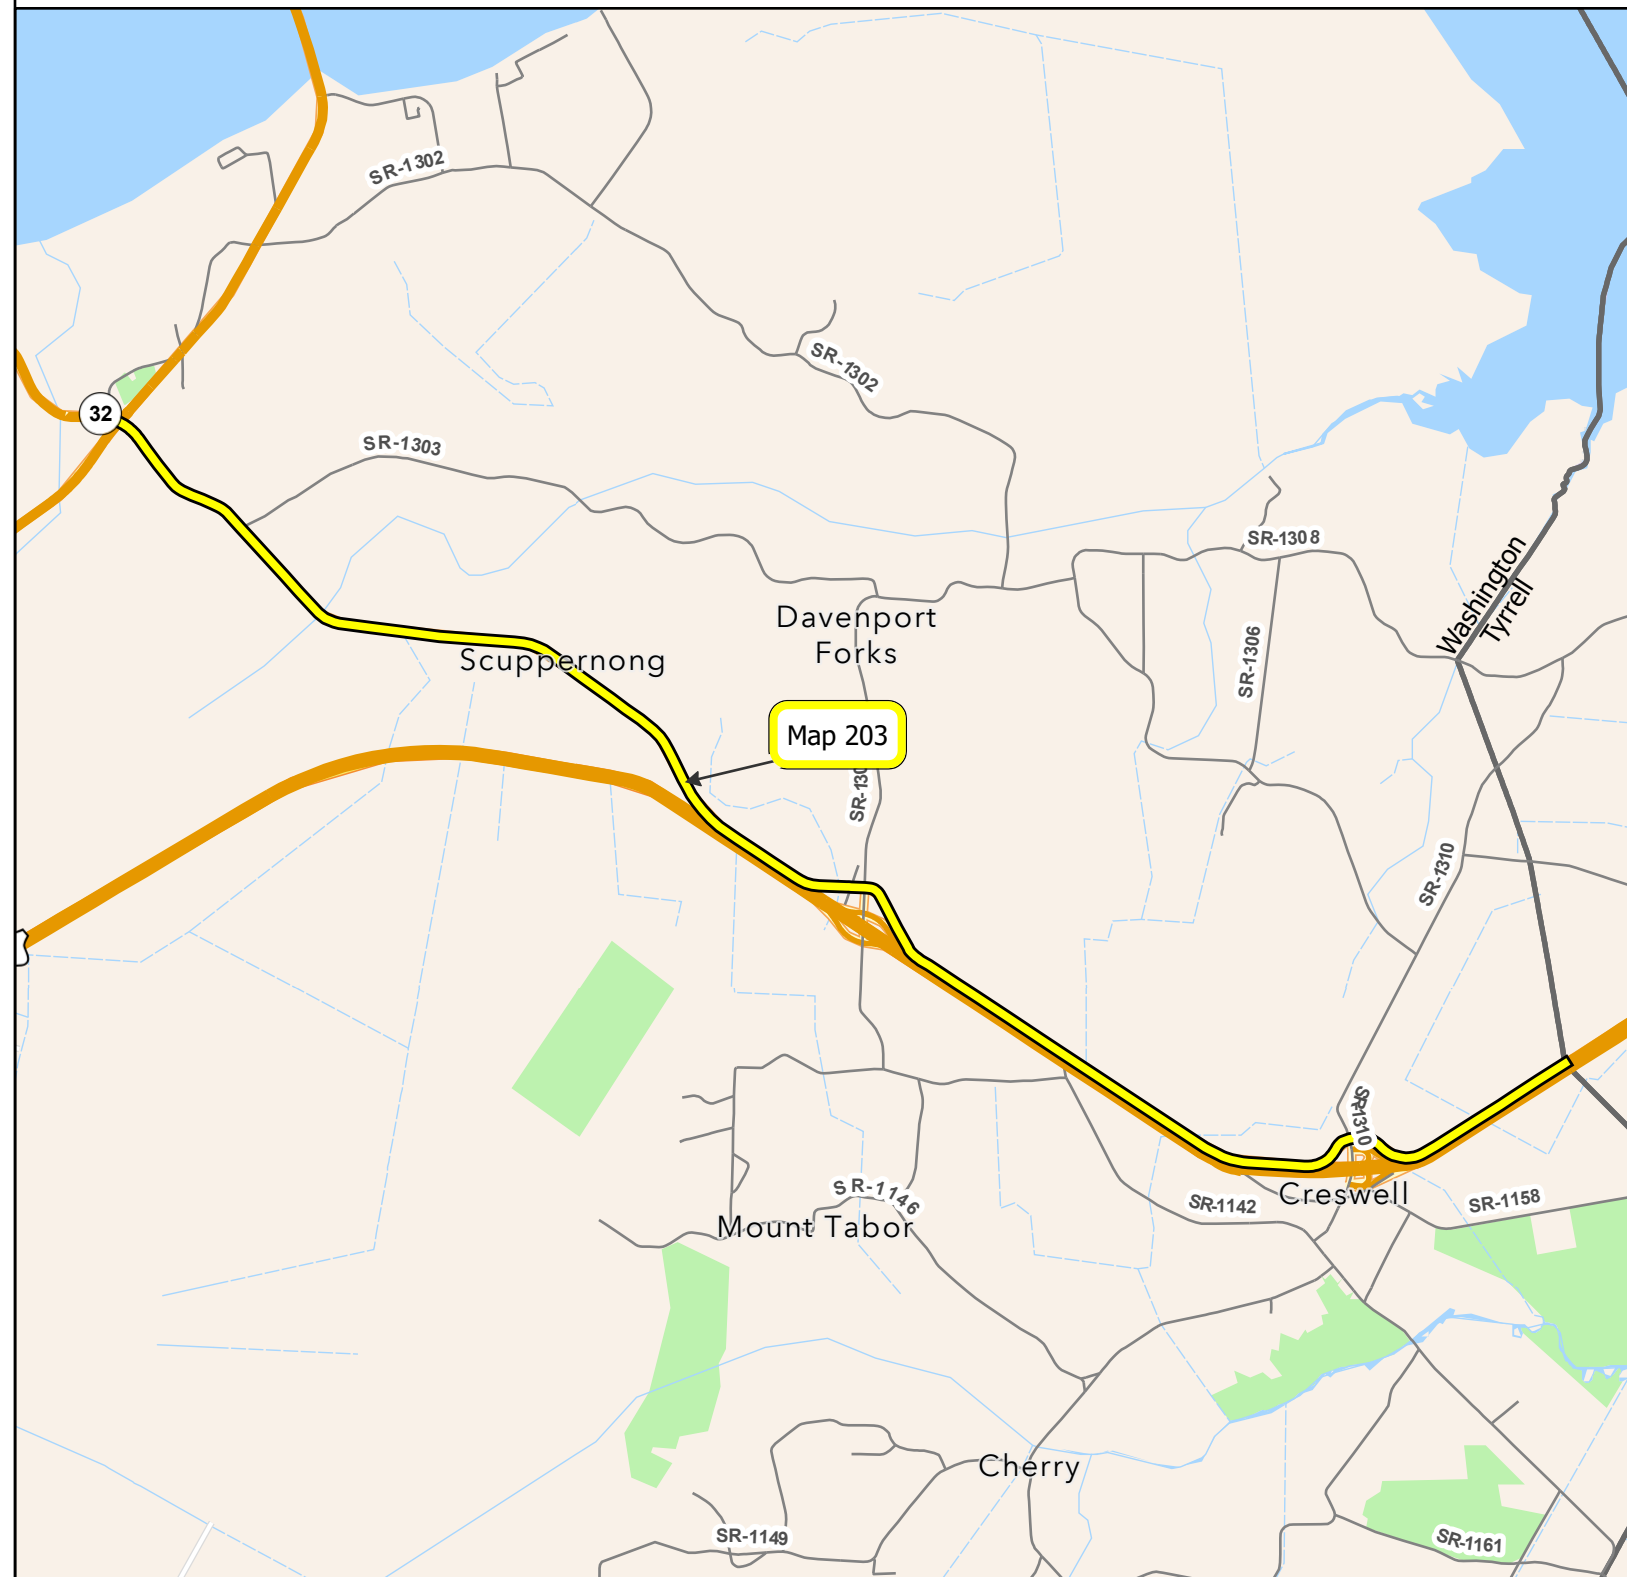 SR-1302
SR-1302
32
SR-1303
SR-1308
Washington
Tyrrell
Davenport
Forks
Scuppernong
SR-1306
Map 203
SR-1310
SR-1310
Creswell
SR-1142
SR-1158
SR-1146
Mount Tabor
Cherry
SR-1149
SR-1161